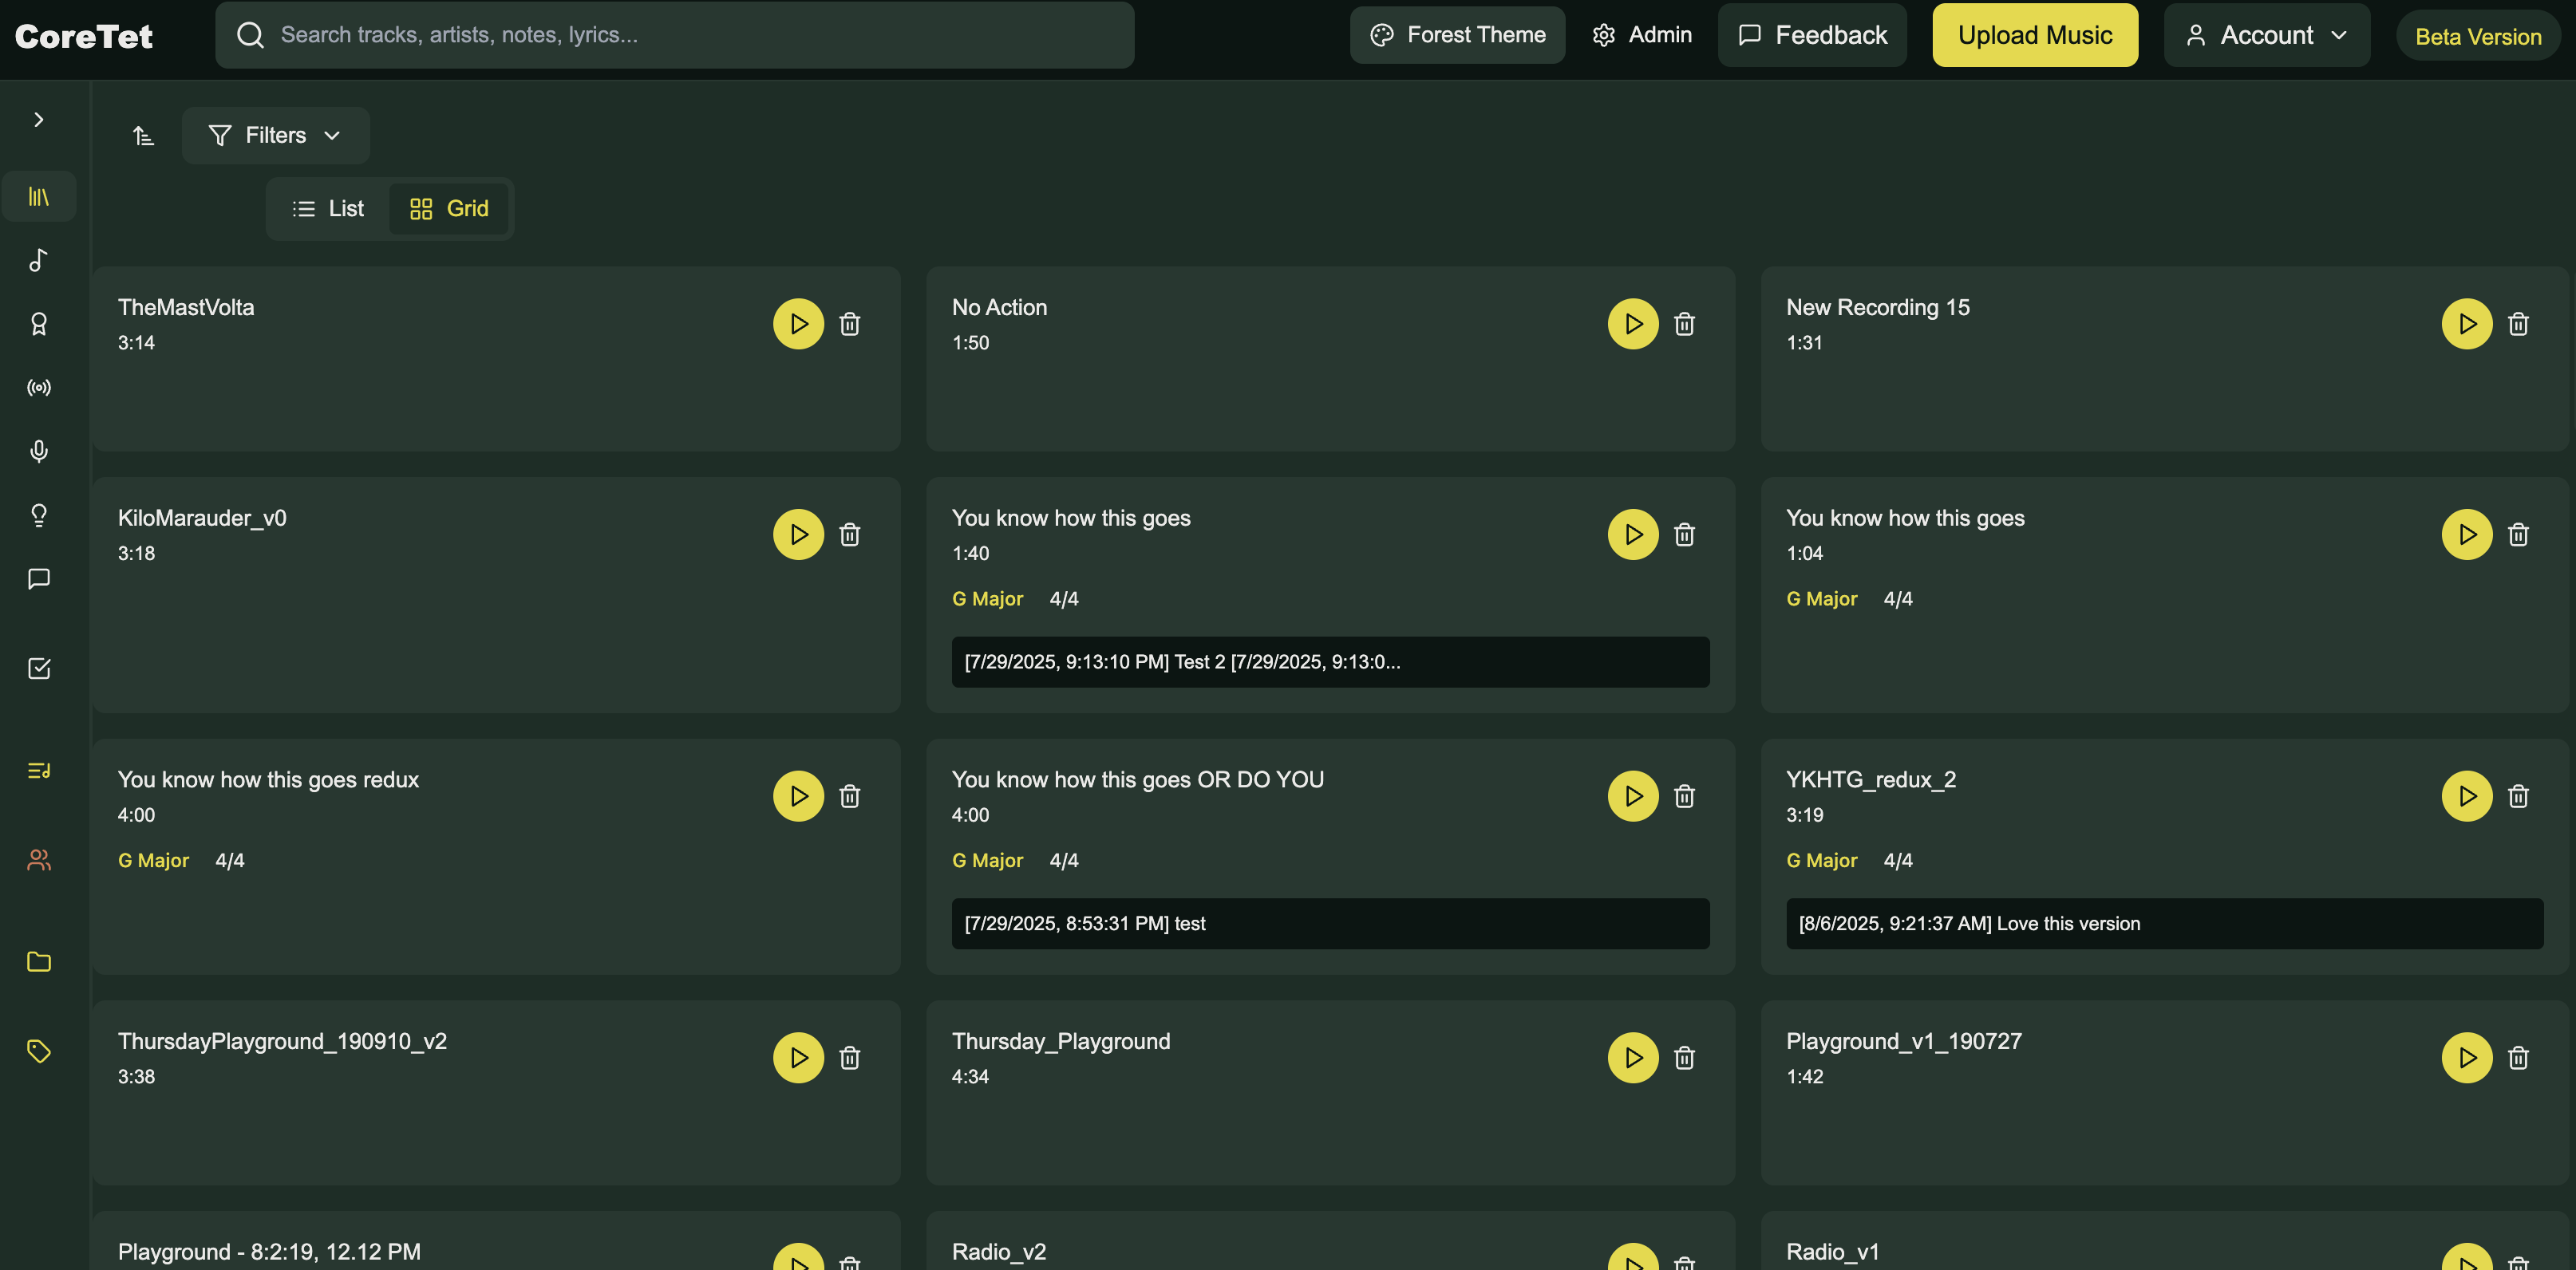 CoreTet
Search tracks, artists, notes, lyrics...
Forest Theme
Admin
Feedback
Upload Music
Account
Beta Version
Filters
List
Grid
TheMastVolta
3:14
No Action
1:50
New Recording 15
1:31
KiloMarauder_v0
3:18
You know how this goes
1:40
G Major 4/4
[7/29/2025, 9:13:10 PM] Test 2 [7/29/2025, 9:13:0...
You know how this goes
1:04
G Major 4/4
You know how this goes redux
4:00
G Major 4/4
You know how this goes OR DO YOU
4:00
G Major 4/4
[7/29/2025, 8:53:31 PM] test
YKHTG_redux_2
3:19
G Major 4/4
[8/6/2025, 9:21:37 AM] Love this version
ThursdayPlayground_190910_v2
3:38
Thursday_Playground
4:34
Playground_v1_190727
1:42
Playground - 8:2:19, 12.12 PM
Radio_v2
Radio_v1